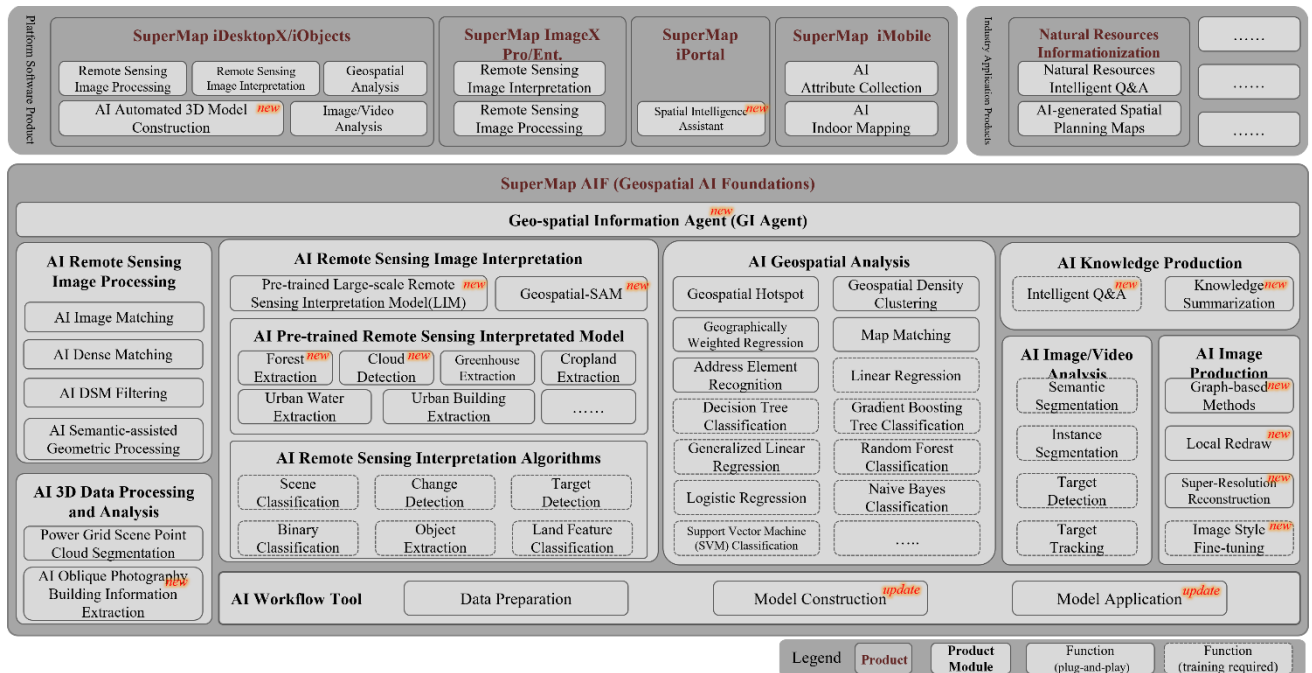 Platform Software Product
SuperMap iDesktopX/iObjects
Remote Sensing
Image Processing
Remote Sensing
Image Interpretation
Geospatial
Analysis
AI Automated 3D Model
Construction
new
Image/Video
Analysis
SuperMap ImageX
Pro/Ent.
Remote Sensing
Image Interpretation
Remote Sensing
Image Processing
SuperMap
iPortal
Spatial Intelligence
Assistant
new
SuperMap iMobile
AI
Attribute Collection
AI
Indoor Mapping
Industry Application Products
Natural Resources
Informationization
Natural Resources
Intelligent Q&A
AI-generated Spatial
Planning Maps
……
……
……
SuperMap AIF (Geospatial AI Foundations)
Geo-spatial Information Agent (GI Agent)
new
AI Remote Sensing
Image Processing
AI Image Matching
AI Dense Matching
AI DSM Filtering
AI Semantic-assisted
Geometric Processing
AI 3D Data Processing
and Analysis
Power Grid Scene Point
Cloud Segmentation
AI Oblique Photography
Building Information
Extraction
new
AI Remote Sensing Image Interpretation
Pre-trained Large-scale Remote
Sensing Interpretation Model(LIM)
new
Geospatial-SAM
new
AI Pre-trained Remote Sensing Interpretated Model
Forest
Extraction
new
Cloud
Detection
new
Greenhouse
Extraction
Cropland
Extraction
Urban Water
Extraction
Urban Building
Extraction
……
AI Remote Sensing Interpretation Algorithms
Scene
Classification
Change
Detection
Target
Detection
Binary
Classification
Object
Extraction
Land Feature
Classification
AI Geospatial Analysis
Geospatial Hotspot
Geospatial Density
Clustering
Geographically
Weighted Regression
Map Matching
Address Element
Recognition
Linear Regression
Decision Tree
Classification
Gradient Boosting
Tree Classification
Generalized Linear
Regression
Random Forest
Classification
Logistic Regression
Naive Bayes
Classification
Support Vector Machine
(SVM) Classification
…..
AI Knowledge Production
Intelligent Q&A
new
Knowledge
Summarization
new
AI Image/Video
Analysis
Semantic
Segmentation
Instance
Segmentation
Target
Detection
Target
Tracking
AI Image
Production
Graph-based
Methods
new
Local Redraw
new
Super-Resolution
Reconstruction
new
Image Style
Fine-tuning
new
AI Workflow Tool
Data Preparation
Model Construction
update
Model Application
update
Legend
Product
Product
Module
Function
(plug-and-play)
Function
(training required)